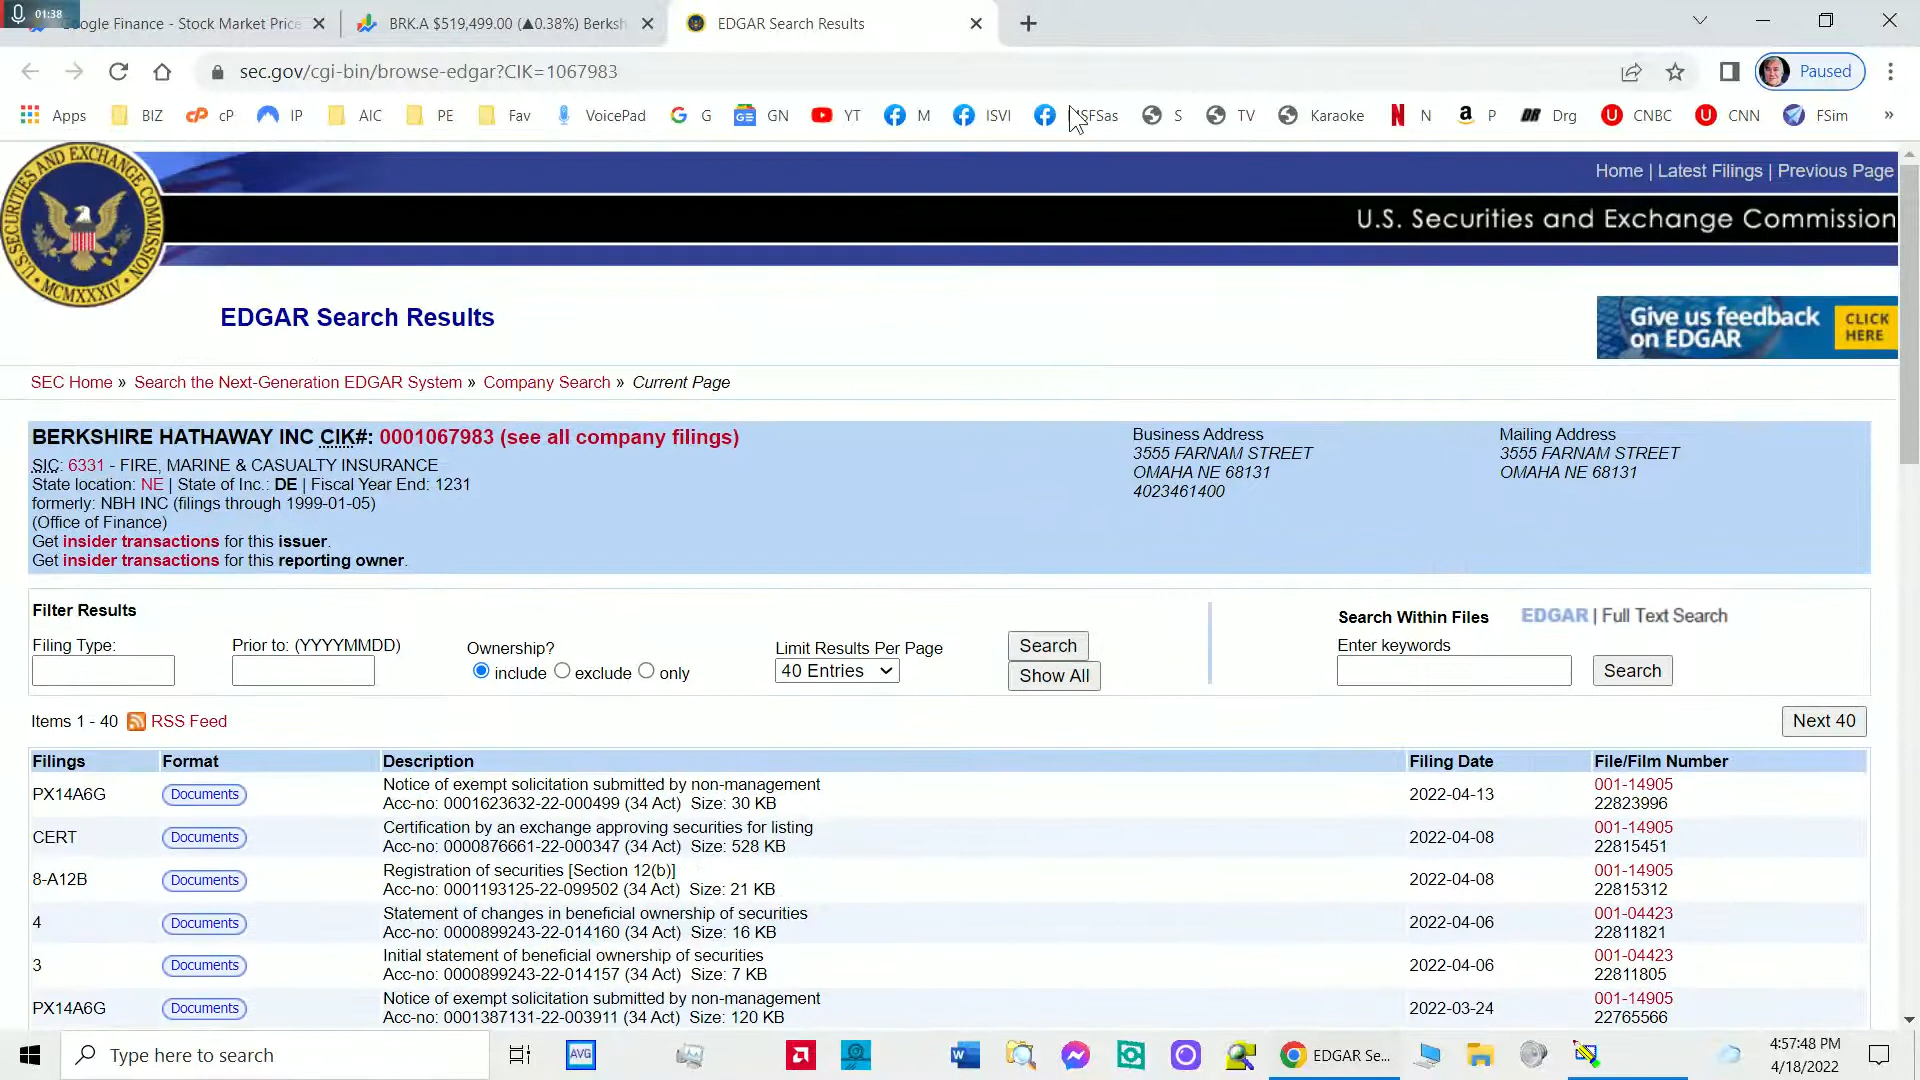 01:38
Google Finance - Stock Market Price
BRK.A $519,499.00 (▲0.38%) Berksh
EDGAR Search Results
sec.gov/cgi-bin/browse-edgar?CIK=1067983
Paused
Apps BIZ cP IP AIC PE Fav VoicePad G GN YT M ISVI SFSas S TV Karaoke N P Drg CNBC CNN FSim »
SECURITIES AND EXCHANGE COMMISSION
MCMXXXIV
Home | Latest Filings | Previous Page
U.S. Securities and Exchange Commission
EDGAR Search Results
Give us feedback
on EDGAR
CLICK
HERE
SEC Home » Search the Next-Generation EDGAR System » Company Search » Current Page
BERKSHIRE HATHAWAY INC CIK#: 0001067983 (see all company filings)
SIC: 6331 - FIRE, MARINE & CASUALTY INSURANCE
State location: NE | State of Inc.: DE | Fiscal Year End: 1231
formerly: NBH INC (filings through 1999-01-05)
(Office of Finance)
Get insider transactions for this issuer.
Get insider transactions for this reporting owner.
Business Address
3555 FARNAM STREET
OMAHA NE 68131
4023461400
Mailing Address
3555 FARNAM STREET
OMAHA NE 68131
Filter Results
Filing Type:
Prior to: (YYYYMMDD)
Ownership?
include exclude only
Limit Results Per Page
40 Entries
Search
Show All
Search Within Files
EDGAR | Full Text Search
Enter keywords
Search
Items 1 - 40 RSS Feed
Next 40
Filings Format Description Filing Date File/Film Number
PX14A6G Documents Notice of exempt solicitation submitted by non-management
Acc-no: 0001623632-22-000499 (34 Act) Size: 30 KB
2022-04-13 001-14905
22823996
CERT Documents Certification by an exchange approving securities for listing
Acc-no: 0000876661-22-000347 (34 Act) Size: 528 KB
2022-04-08 001-14905
22815451
8-A12B Documents Registration of securities [Section 12(b)]
Acc-no: 0001193125-22-099502 (34 Act) Size: 21 KB
2022-04-08 001-14905
22815312
4 Documents Statement of changes in beneficial ownership of securities
Acc-no: 0000899243-22-014160 (34 Act) Size: 16 KB
2022-04-06 001-04423
22811821
3 Documents Initial statement of beneficial ownership of securities
Acc-no: 0000899243-22-014157 (34 Act) Size: 7 KB
2022-04-06 001-04423
22811805
PX14A6G Documents Notice of exempt solicitation submitted by non-management
Acc-no: 0001387131-22-003911 (34 Act) Size: 120 KB
2022-03-24 001-14905
22765566
Type here to search
AVG
EDGAR Se...
4:57:48 PM
4/18/2022